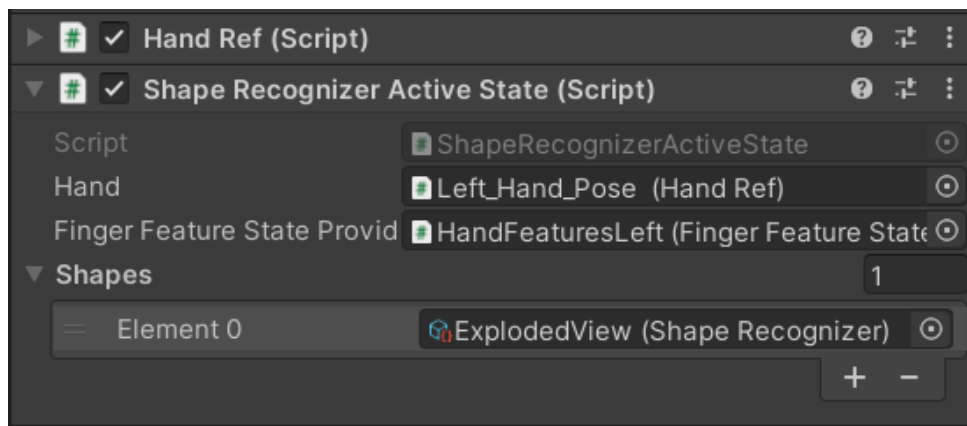 Hand Ref (Script)
Shape Recognizer Active State (Script)
Script ShapeRecognizerActiveState
Hand Left_Hand_Pose (Hand Ref)
Finger Feature State Provid HandFeaturesLeft (Finger Feature State
Shapes 1
Element 0 ExplodedView (Shape Recognizer)
+ −